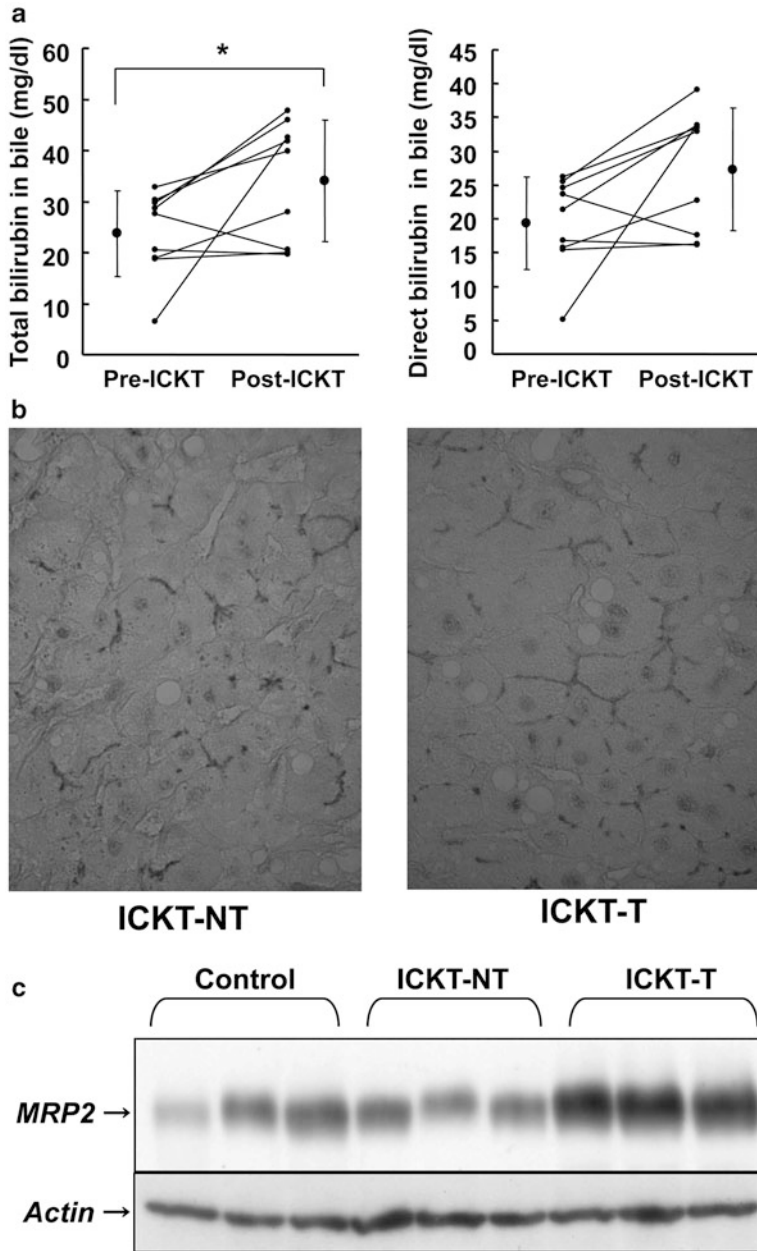 a
Total bilirubin in bile (mg/dl)
60
50
40
30
20
10
0
*
Pre-ICKT Post-ICKT
Direct bilirubin in bile (mg/dl)
45
40
35
30
25
20
15
10
5
0
Pre-ICKT Post-ICKT
b
ICKT-NT
ICKT-T
c
Control ICKT-NT ICKT-T
MRP2→
Actin→